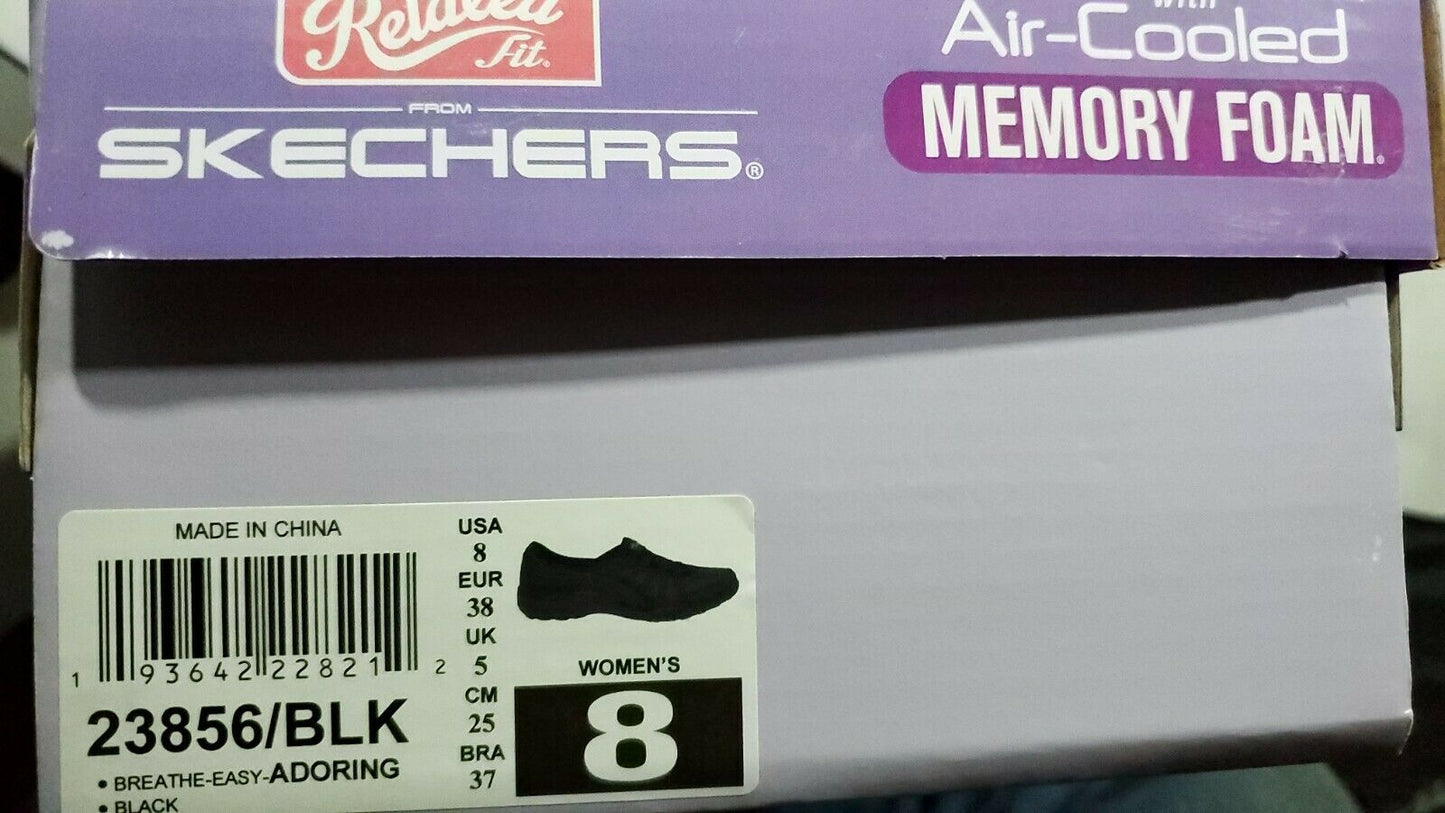 Relaxed
Fit®
FROM
SKECHERS®
with
Air-Cooled
MEMORY FOAM®
MADE IN CHINA
1 93642 22821 2
23856/BLK
• BREATHE-EASY-ADORING
• BLACK
USA
8
EUR
38
UK
5
CM
25
BRA
37
WOMEN'S
8